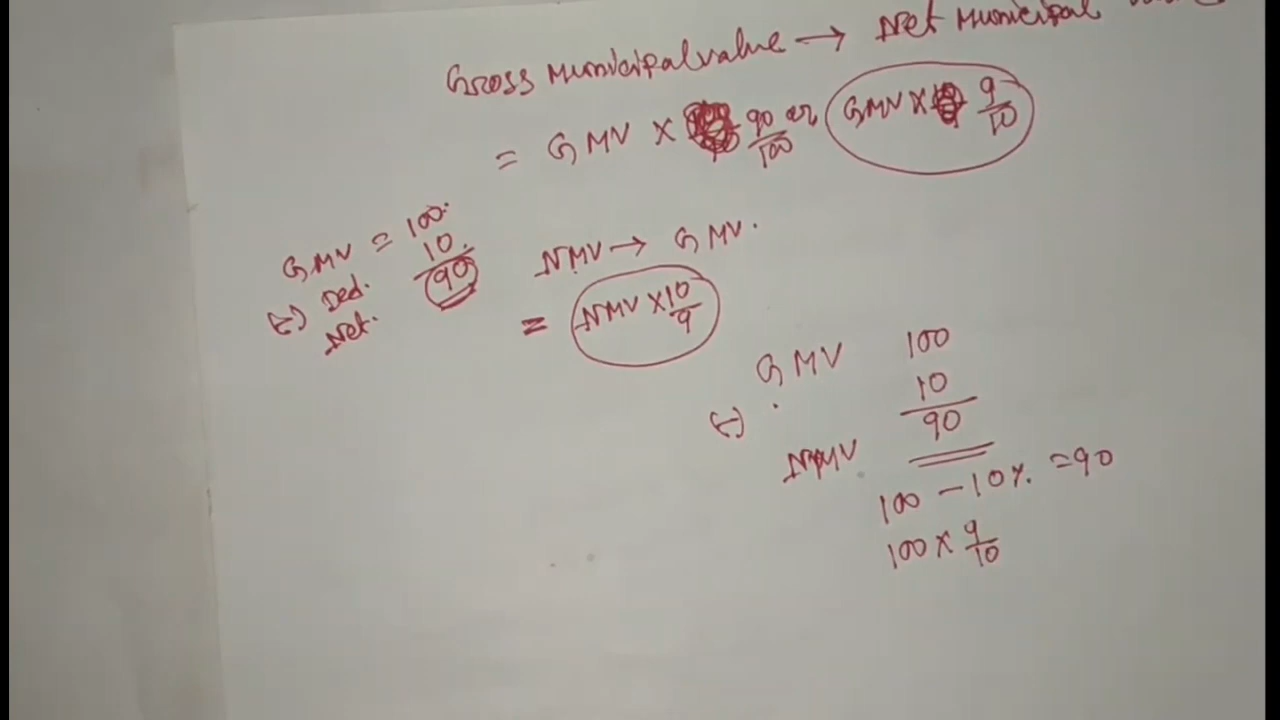 Gross Municipal value → Net Municipal
= GMV × 90/100 or GMV × 9/10
GMV = 100.
(-) Ded. 10.
Net. 90
NMV → GMV.
= NMV × 10/9
GMV 100
(-) 10
NMV 90
100 - 10% = 90
100 × 9/10